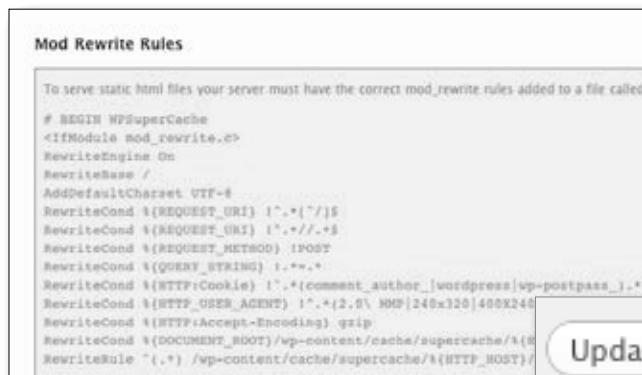 Mod Rewrite Rules
To serve static html files your server must have the correct mod_rewrite rules added to a file called
# BEGIN WPSuperCache
<IfModule mod_rewrite.c>
RewriteEngine On
RewriteBase /
AddDefaultCharset UTF-8
RewriteCond %{REQUEST_URI} !^.*[^/]$
RewriteCond %{REQUEST_URI} !^.*//.*$
RewriteCond %{REQUEST_METHOD} !POST
RewriteCond %{QUERY_STRING} !.*=.*
RewriteCond %{HTTP:Cookie} !^.*(comment_author_|wordpress|wp-postpass_).*
RewriteCond %{HTTP_USER_AGENT} !^.*(2.0\ MMP|240x320|400X240
RewriteCond %{HTTP:Accept-Encoding} gzip
RewriteCond %{DOCUMENT_ROOT}/wp-content/cache/supercache/%{
RewriteRule ^(.*) /wp-content/cache/supercache/%{HTTP_HOST}/
Upda